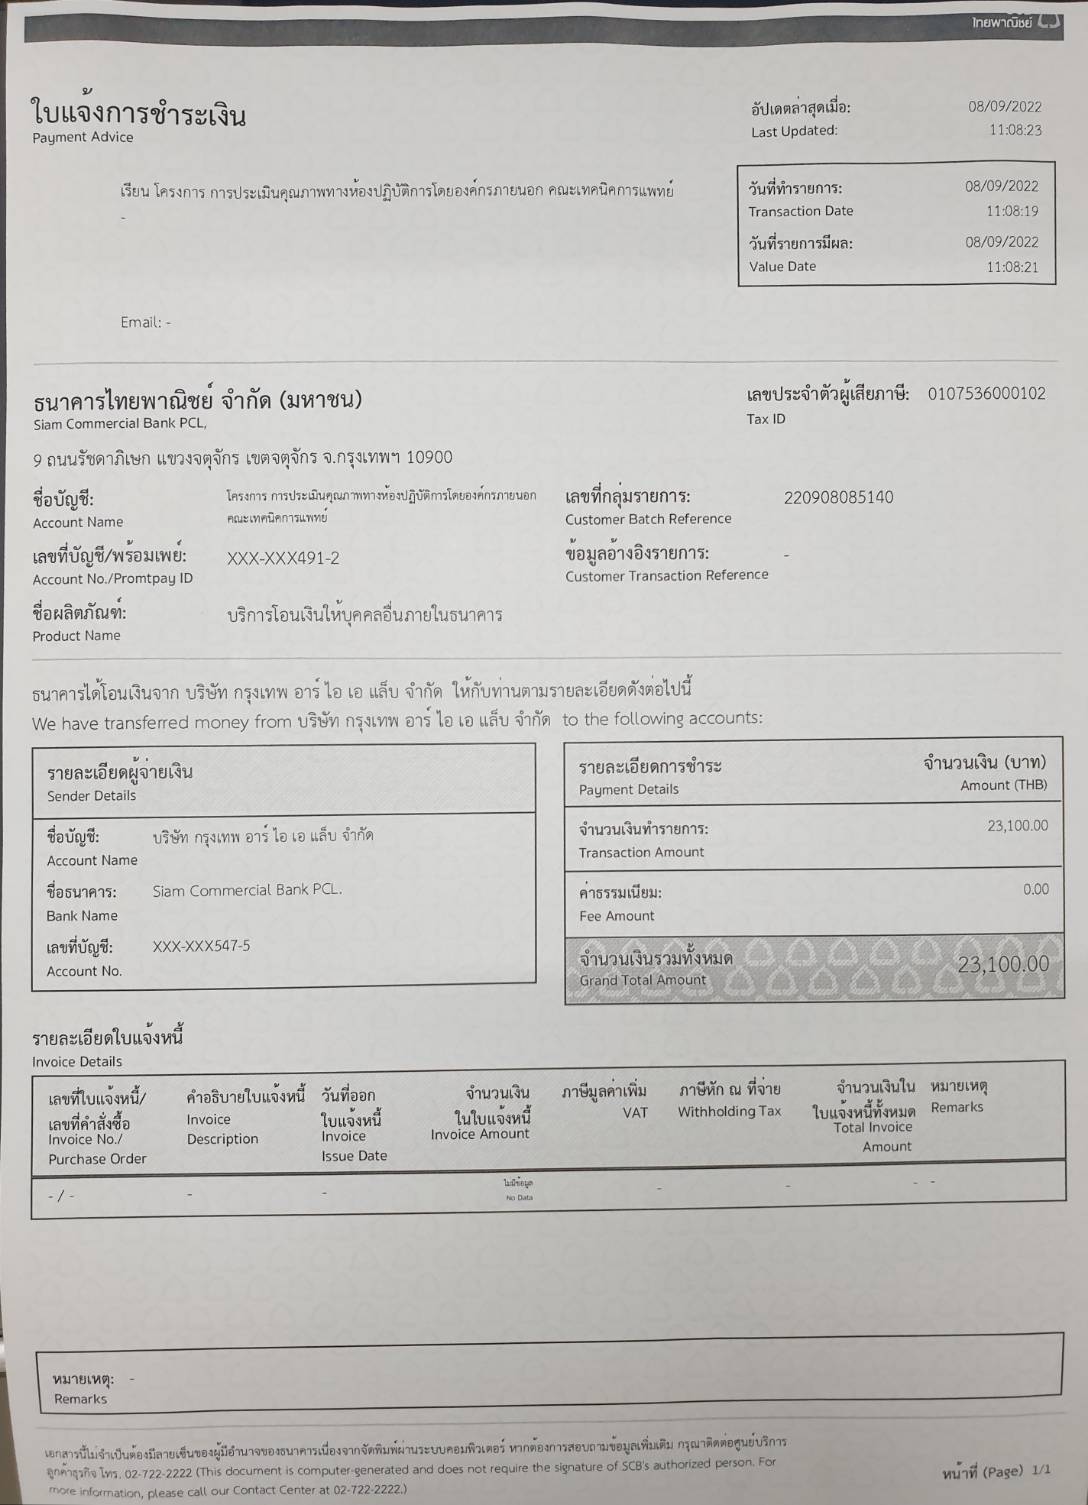 ไทยพาณิชย์
ใบแจ้งการชำระเงิน
Payment Advice
อัปเดตล่าสุดเมื่อ: 08/09/2022
Last Updated: 11:08:23
เรียน โครงการ การประเมินคุณภาพทางห้องปฏิบัติการโดยองค์กรภายนอก คณะเทคนิคการแพทย์
-
วันที่ทำรายการ: 08/09/2022
Transaction Date 11:08:19
วันที่รายการมีผล: 08/09/2022
Value Date 11:08:21
Email: -
ธนาคารไทยพาณิชย์ จำกัด (มหาชน)
Siam Commercial Bank PCL,
เลขประจำตัวผู้เสียภาษี: 0107536000102
Tax ID
9 ถนนรัชดาภิเษก แขวงจตุจักร เขตจตุจักร จ.กรุงเทพฯ 10900
ชื่อบัญชี: โครงการ การประเมินคุณภาพทางห้องปฏิบัติการโดยองค์กรภายนอก
Account Name คณะเทคนิคการแพทย์
เลขที่กลุ่มรายการ: 220908085140
Customer Batch Reference
เลขที่บัญชี/พร้อมเพย์: XXX-XXX491-2
Account No./Promtpay ID
ข้อมูลอ้างอิงรายการ: -
Customer Transaction Reference
ชื่อผลิตภัณฑ์: บริการโอนเงินให้บุคคลอื่นภายในธนาคาร
Product Name
ธนาคารได้โอนเงินจาก บริษัท กรุงเทพ อาร์ ไอ เอ แล็บ จำกัด ให้กับท่านตามรายละเอียดดังต่อไปนี้
We have transferred money from บริษัท กรุงเทพ อาร์ ไอ เอ แล็บ จำกัด to the following accounts:
รายละเอียดผู้จ่ายเงิน
Sender Details
ชื่อบัญชี: บริษัท กรุงเทพ อาร์ ไอ เอ แล็บ จำกัด
Account Name
ชื่อธนาคาร: Siam Commercial Bank PCL.
Bank Name
เลขที่บัญชี: XXX-XXX547-5
Account No.
รายละเอียดการชำระ จำนวนเงิน (บาท)
Payment Details Amount (THB)
จำนวนเงินทำรายการ: 23,100.00
Transaction Amount
ค่าธรรมเนียม: 0.00
Fee Amount
จำนวนเงินรวมทั้งหมด 23,100.00
Grand Total Amount
รายละเอียดใบแจ้งหนี้
Invoice Details
เลขที่ใบแจ้งหนี้/
เลขที่คำสั่งซื้อ
Invoice No./
Purchase Order
คำอธิบายใบแจ้งหนี้
Invoice
Description
วันที่ออก
ใบแจ้งหนี้
Invoice
Issue Date
จำนวนเงิน
ในใบแจ้งหนี้
Invoice Amount
ภาษีมูลค่าเพิ่ม
VAT
ภาษีหัก ณ ที่จ่าย
Withholding Tax
จำนวนเงินใน
ใบแจ้งหนี้ทั้งหมด
Total Invoice
Amount
หมายเหตุ
Remarks
- / - - - ไม่มีข้อมูล - - - -
No Data
หมายเหตุ: -
Remarks
เอกสารนี้ไม่จำเป็นต้องมีลายเซ็นของผู้มีอำนาจของธนาคารเนื่องจากจัดพิมพ์ผ่านระบบคอมพิวเตอร์ หากต้องการสอบถามข้อมูลเพิ่มเติม กรุณาติดต่อศูนย์บริการ
ลูกค้าธุรกิจ โทร. 02-722-2222 (This document is computer-generated and does not require the signature of SCB's authorized person. For
more information, please call our Contact Center at 02-722-2222.)
หน้าที่ (Page) 1/1